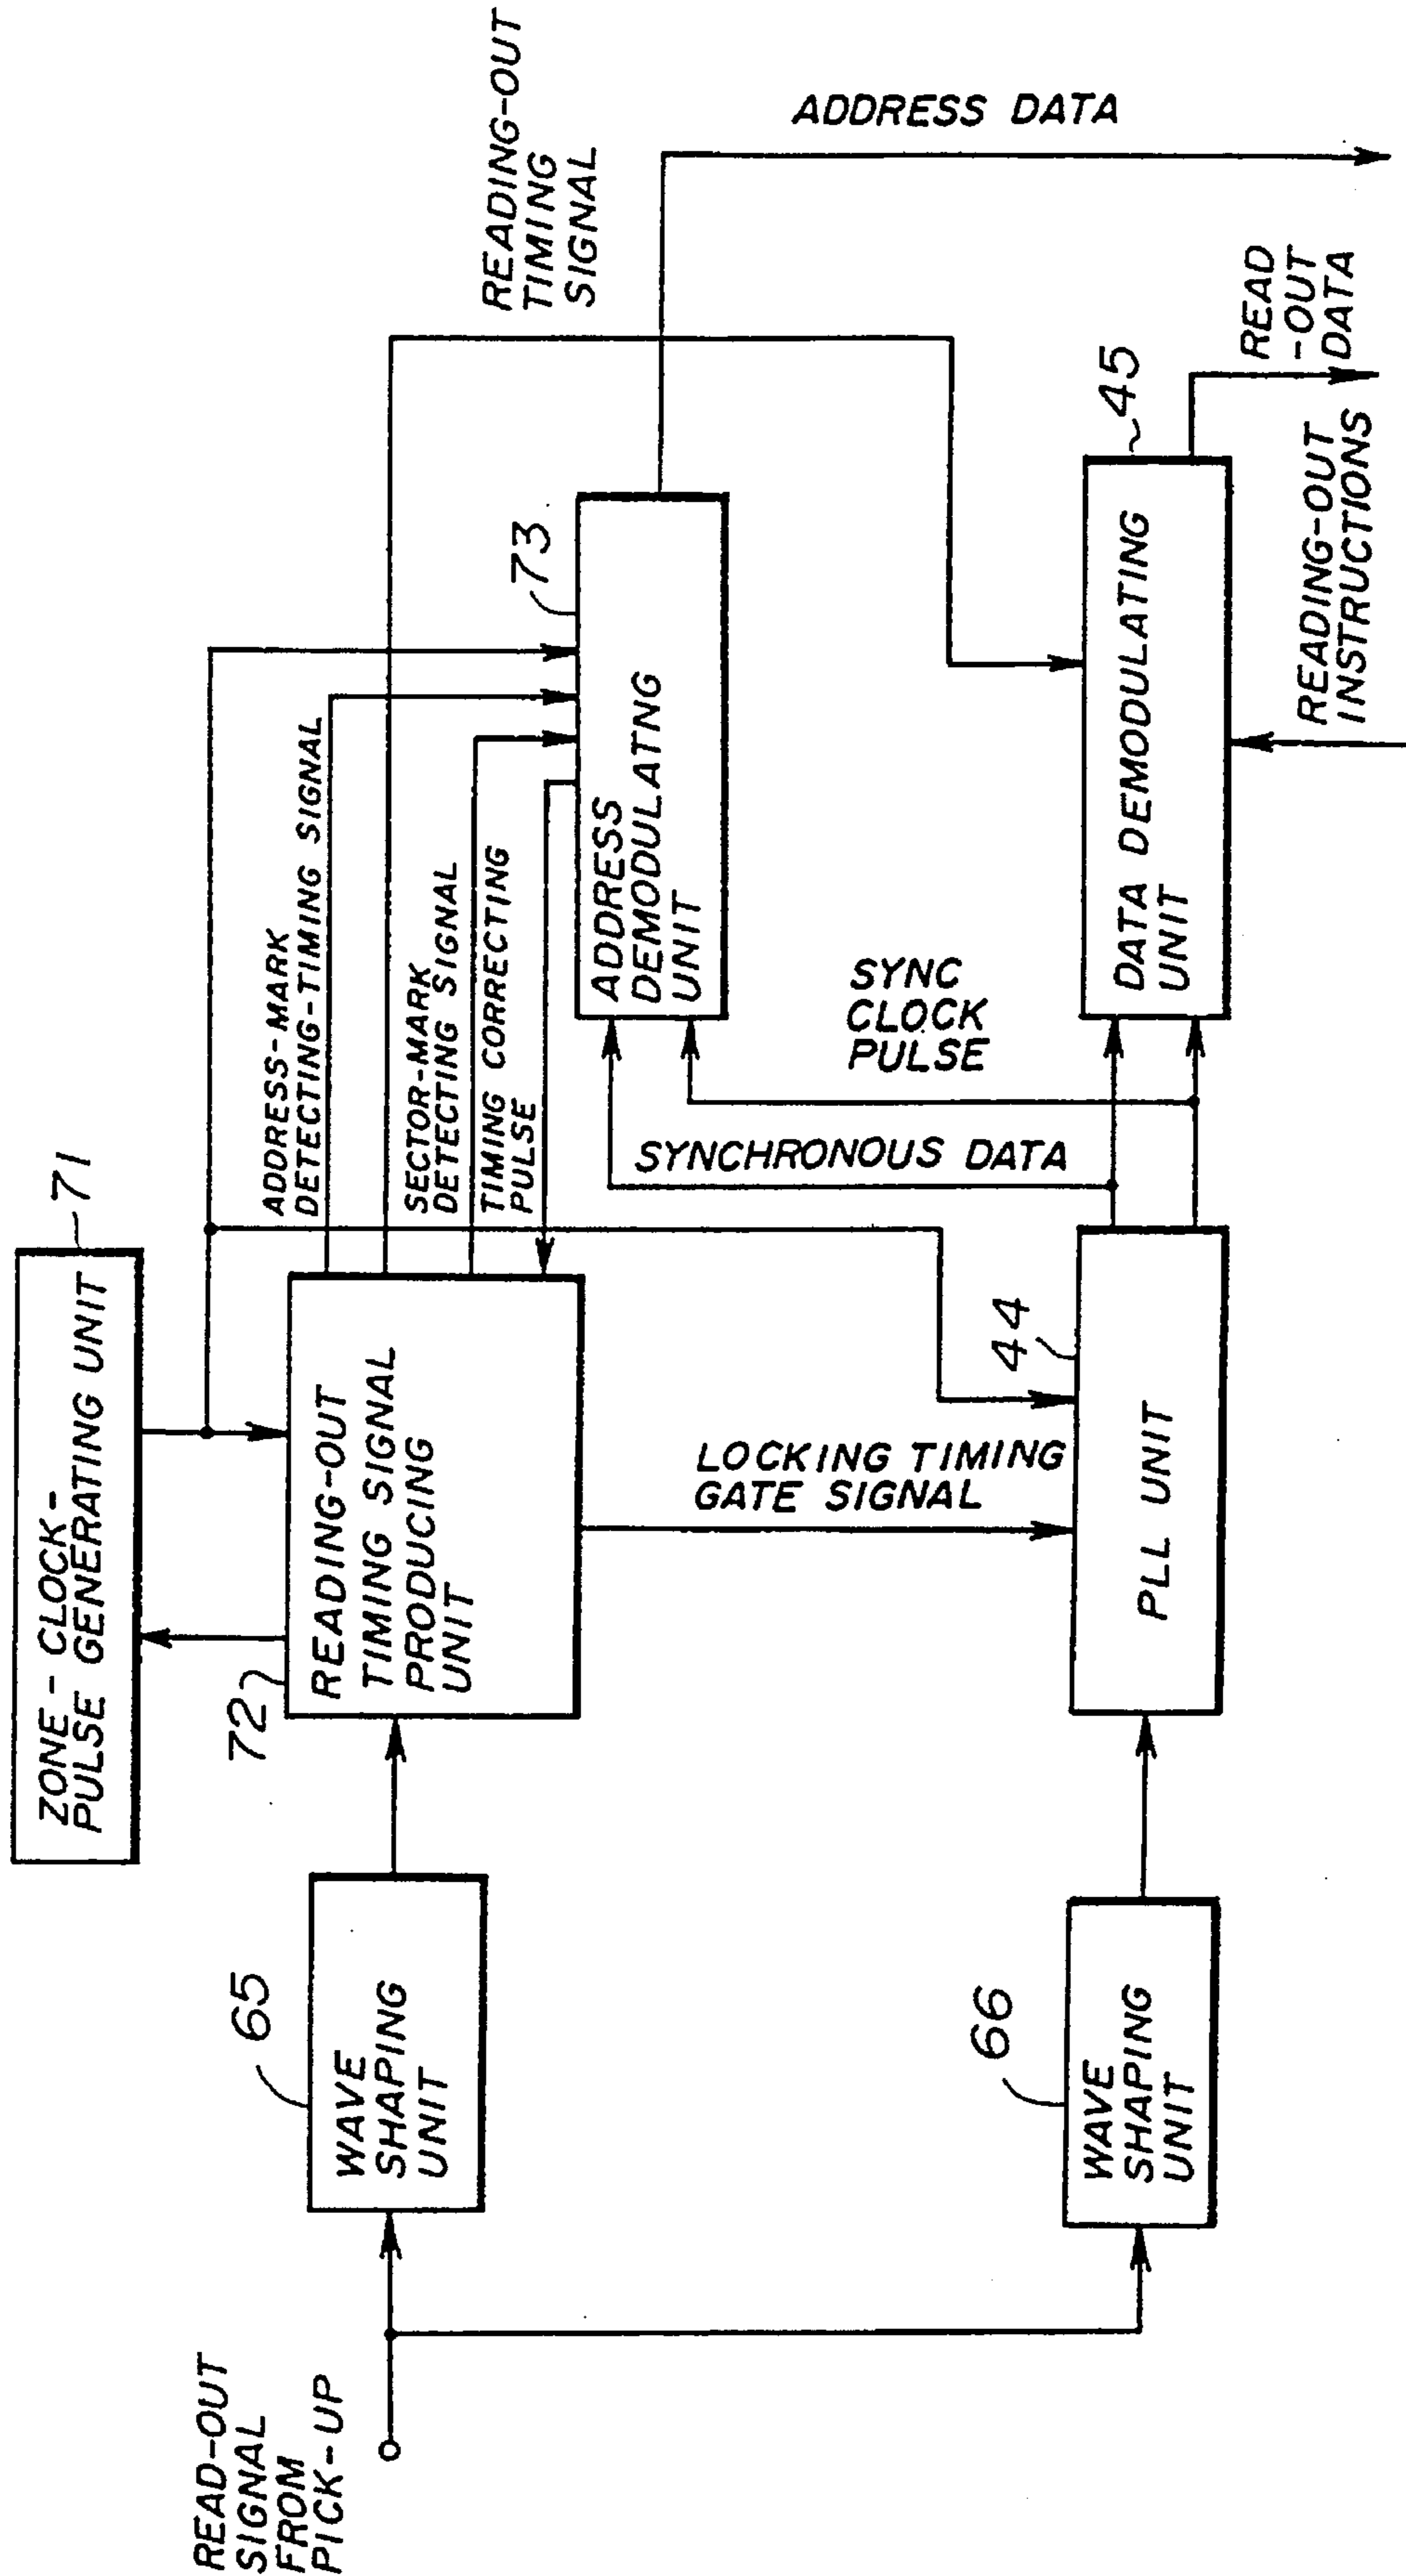 READ-OUT
SIGNAL
FROM
PICK-UP
65
WAVE
SHAPING
UNIT
66
WAVE
SHAPING
UNIT
ZONE-CLOCK-
PULSE GENERATING UNIT
71
72
READING-OUT
TIMING SIGNAL
PRODUCING
UNIT
LOCKING TIMING
GATE SIGNAL
44
PLL UNIT
ADDRESS-MARK
DETECTING-TIMING SIGNAL
SECTOR-MARK
DETECTING SIGNAL
TIMING CORRECTING
PULSE
SYNCHRONOUS DATA
SYNC
CLOCK
PULSE
73
ADDRESS
DEMODULATNG
UNIT
45
DATA DEMODULATING
UNIT
READING-OUT
TIMING
SIGNAL
ADDRESS DATA
READ
-OUT
DATA
READING-OUT
INSTRUCTIONS